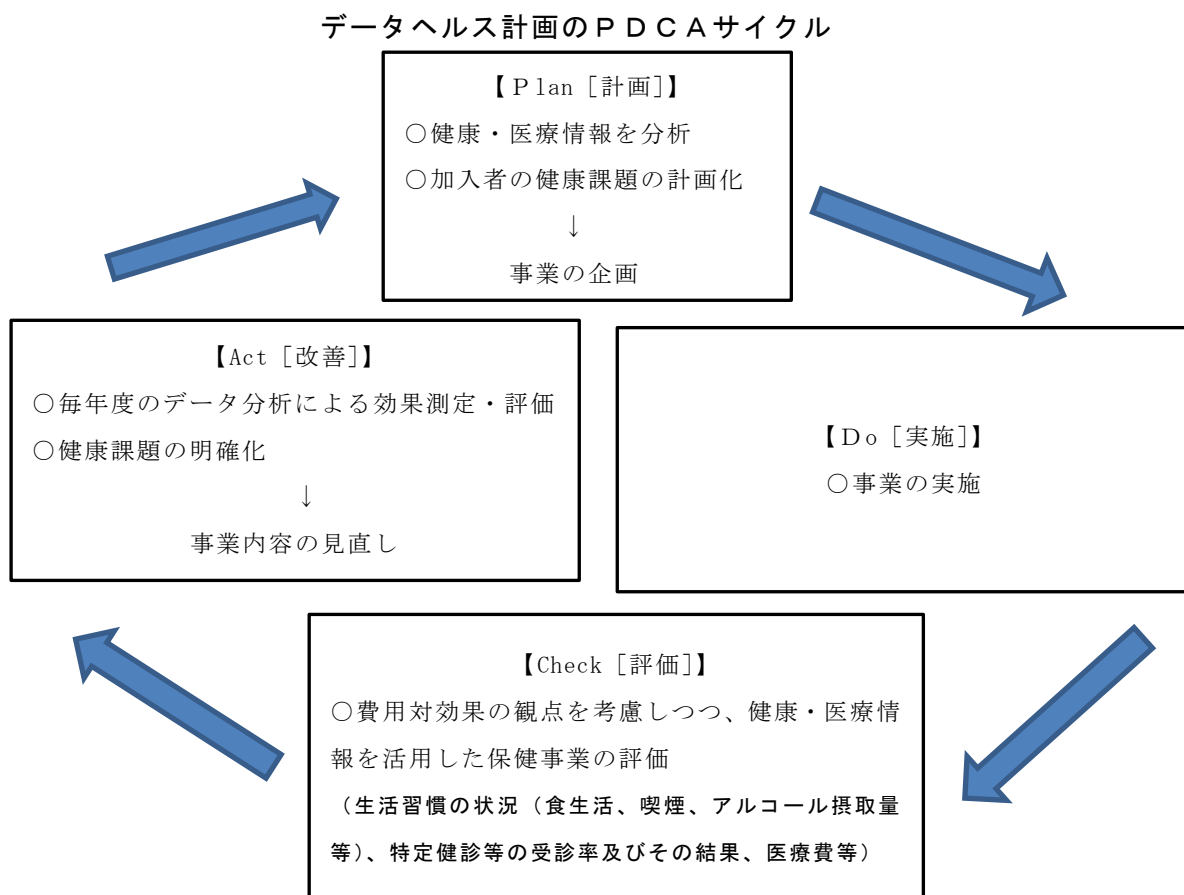 データヘルス計画のＰＤＣＡサイクル
【Ｐlan［計画］】
○健康・医療情報を分析
○加入者の健康課題の計画化
↓
事業の企画
【Act［改善］】
○毎年度のデータ分析による効果測定・評価
○健康課題の明確化
↓
事業内容の見直し
【Ｄo［実施］】
○事業の実施
【Check［評価］】
○費用対効果の観点を考慮しつつ、健康・医療情
報を活用した保健事業の評価
（生活習慣の状況（食生活、喫煙、アルコール摂取量
等）、特定健診等の受診率及びその結果、医療費等）